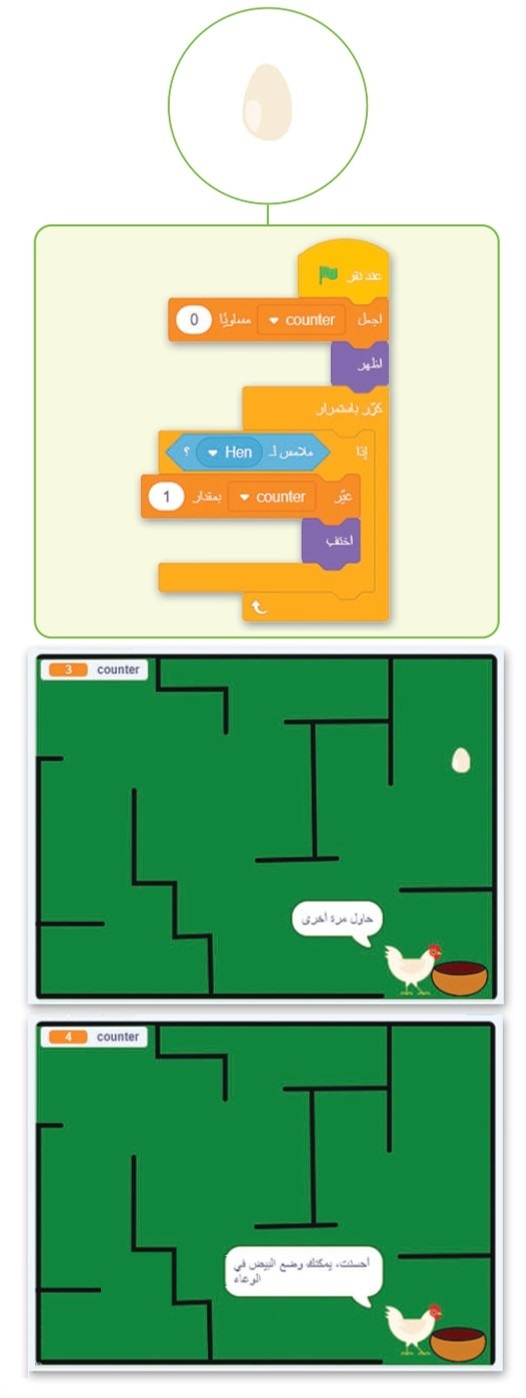 عند نقر
اجعل counter مساويًا 0
اظهر
كرّر باستمرار
إذا ملامس لـ Hen ؟
غيّر counter بمقدار 1
اختفِ
3 counter
حاول مرة أخرى
4 counter
أحسنت، يمكنك وضع البيض في
الوعاء